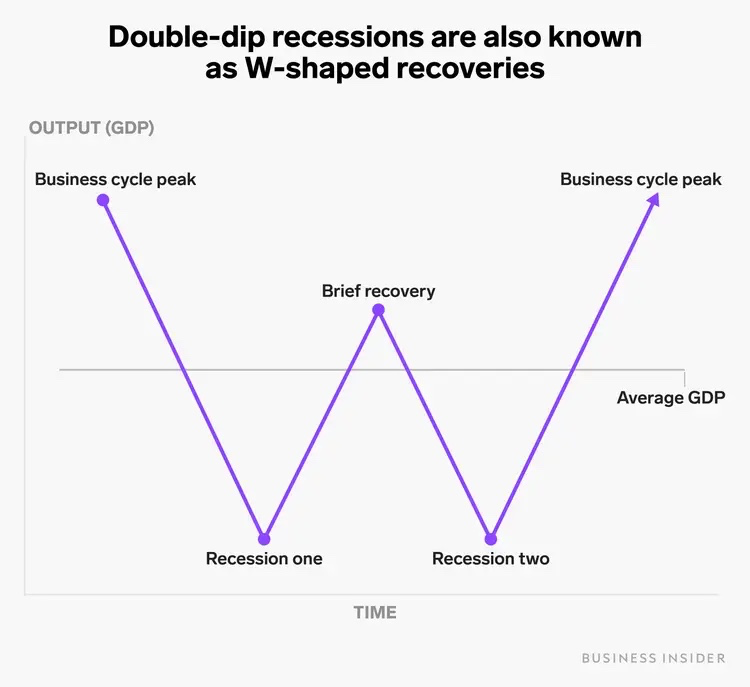 Double-dip recessions are also known
as W-shaped recoveries
OUTPUT (GDP)
Business cycle peak
Business cycle peak
Brief recovery
Average GDP
Recession one
Recession two
TIME
BUSINESS INSIDER